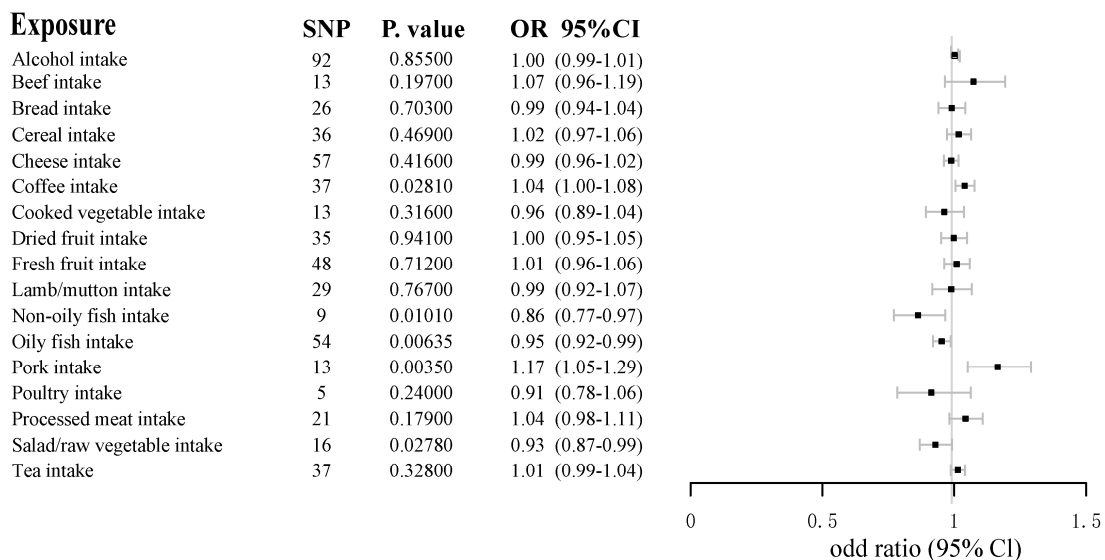 Exposure SNP P. value OR 95%CI
Alcohol intake 92 0.85500 1.00 (0.99-1.01)
Beef intake 13 0.19700 1.07 (0.96-1.19)
Bread intake 26 0.70300 0.99 (0.94-1.04)
Cereal intake 36 0.46900 1.02 (0.97-1.06)
Cheese intake 57 0.41600 0.99 (0.96-1.02)
Coffee intake 37 0.02810 1.04 (1.00-1.08)
Cooked vegetable intake 13 0.31600 0.96 (0.89-1.04)
Dried fruit intake 35 0.94100 1.00 (0.95-1.05)
Fresh fruit intake 48 0.71200 1.01 (0.96-1.06)
Lamb/mutton intake 29 0.76700 0.99 (0.92-1.07)
Non-oily fish intake 9 0.01010 0.86 (0.77-0.97)
Oily fish intake 54 0.00635 0.95 (0.92-0.99)
Pork intake 13 0.00350 1.17 (1.05-1.29)
Poultry intake 5 0.24000 0.91 (0.78-1.06)
Processed meat intake 21 0.17900 1.04 (0.98-1.11)
Salad/raw vegetable intake 16 0.02780 0.93 (0.87-0.99)
Tea intake 37 0.32800 1.01 (0.99-1.04)
0 0.5 1 1.5
odd ratio (95% Cl)